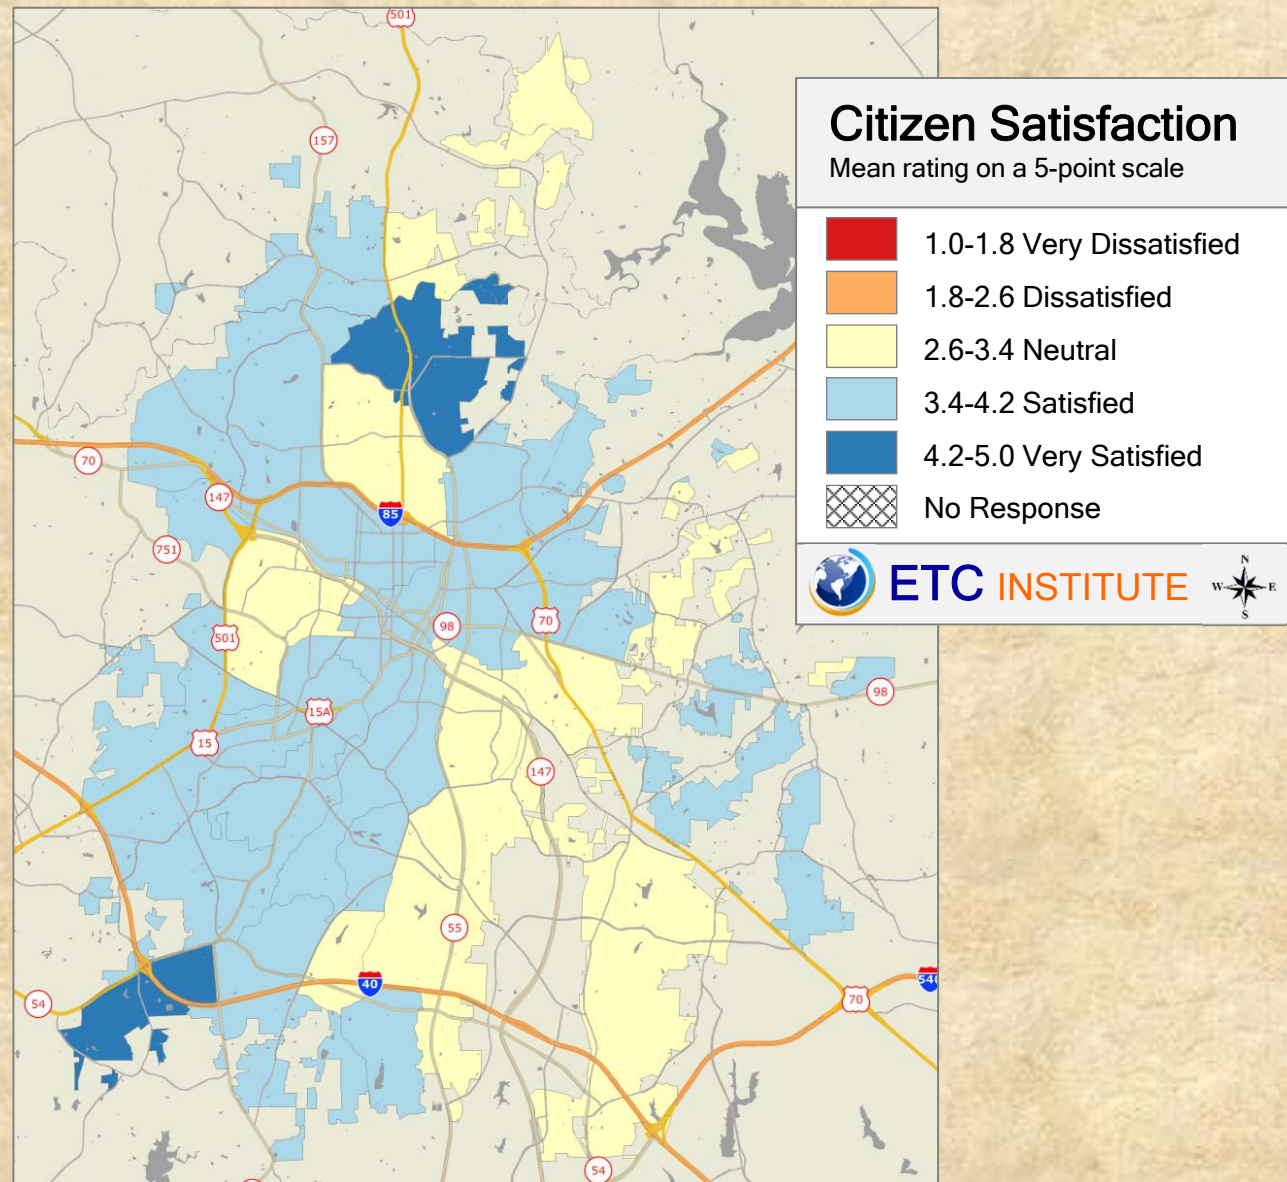 501
157
Citizen Satisfaction
Mean rating on a 5-point scale
1.0-1.8 Very Dissatisfied
1.8-2.6 Dissatisfied
2.6-3.4 Neutral
3.4-4.2 Satisfied
4.2-5.0 Very Satisfied
No Response
ETC INSTITUTE
N
W E
S
70
147
85
751
501
98
70
15A
15
98
147
55
40
54
70
540
54